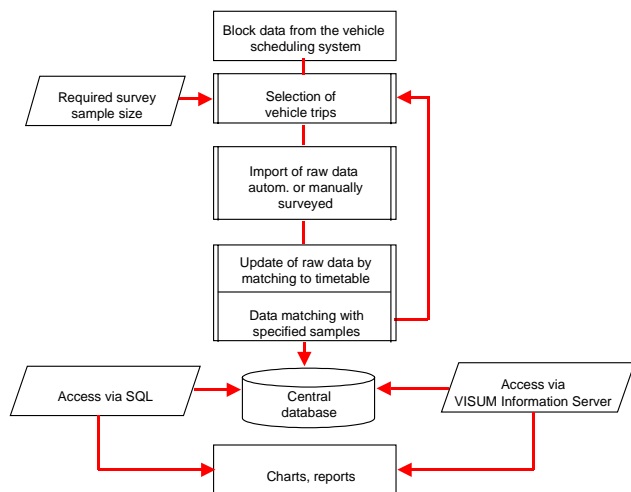 Block data from the vehicle
scheduling system
Required survey
sample size
Selection of
vehicle trips
Import of raw data
autom. or manually
surveyed
Update of raw data by
matching to timetable
Data matching with
specified samples
Access via SQL
Central
database
Access via
VISUM Information Server
Charts, reports